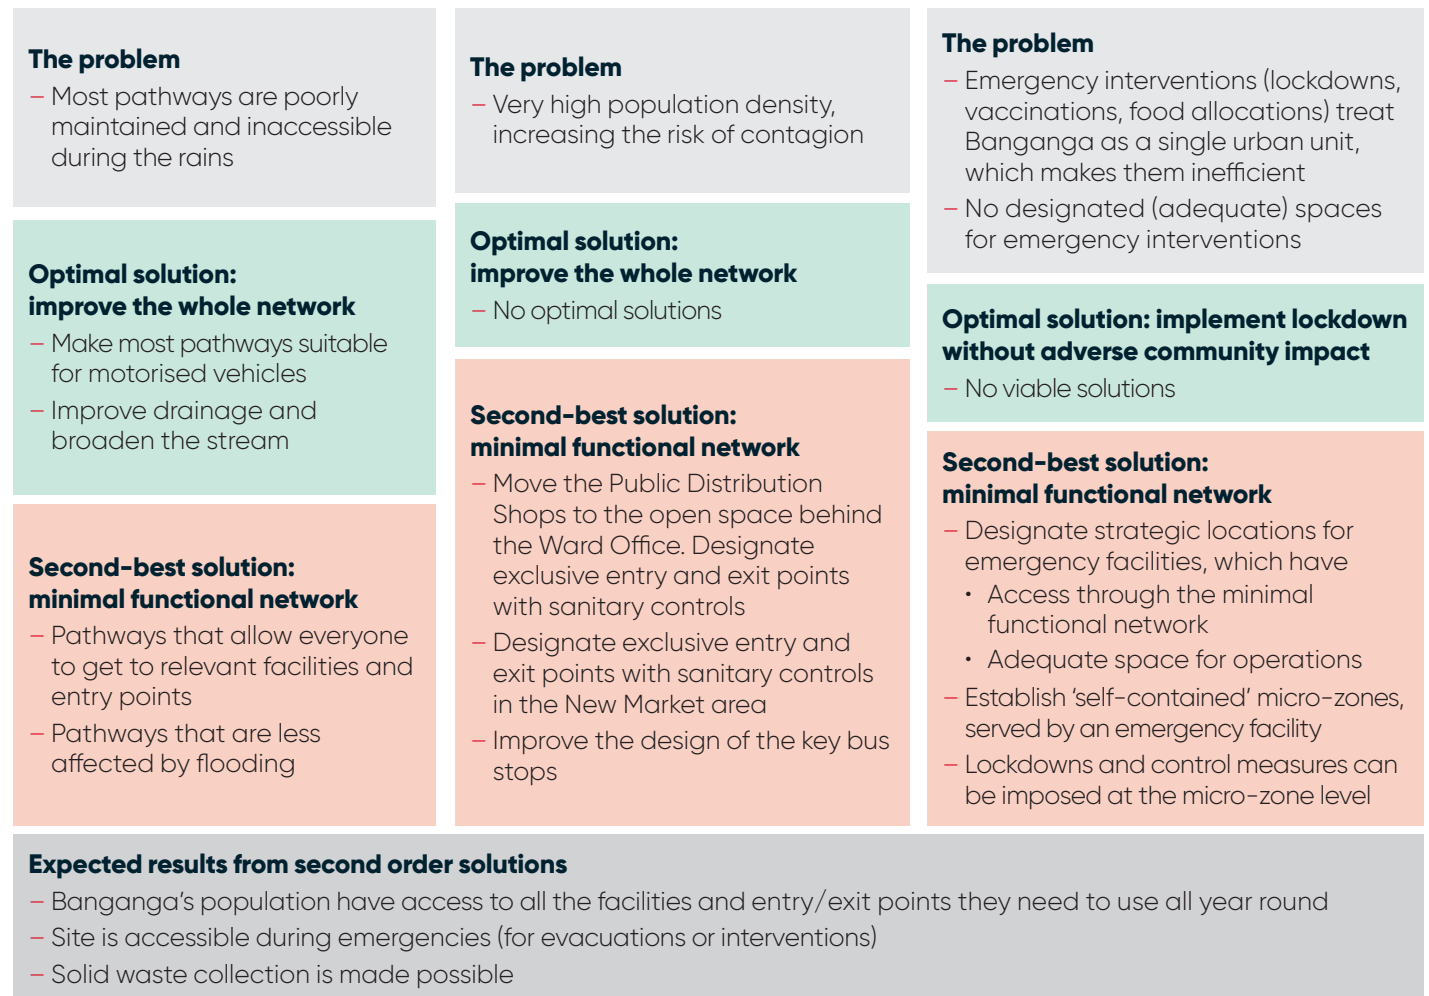 The problem
– Most pathways are poorly
maintained and inaccessible
during the rains
Optimal solution:
improve the whole network
– Make most pathways suitable
for motorised vehicles
– Improve drainage and
broaden the stream
Second-best solution:
minimal functional network
– Pathways that allow everyone
to get to relevant facilities and
entry points
– Pathways that are less
affected by flooding
The problem
– Very high population density,
increasing the risk of contagion
Optimal solution:
improve the whole network
– No optimal solutions
Second-best solution:
minimal functional network
– Move the Public Distribution
Shops to the open space behind
the Ward Office. Designate
exclusive entry and exit points
with sanitary controls
– Designate exclusive entry and
exit points with sanitary controls
in the New Market area
– Improve the design of the key bus
stops
The problem
– Emergency interventions (lockdowns,
vaccinations, food allocations) treat
Banganga as a single urban unit,
which makes them inefficient
– No designated (adequate) spaces
for emergency interventions
Optimal solution: implement lockdown
without adverse community impact
– No viable solutions
Second-best solution:
minimal functional network
– Designate strategic locations for
emergency facilities, which have
• Access through the minimal
functional network
• Adequate space for operations
– Establish ‘self-contained’ micro-zones,
served by an emergency facility
– Lockdowns and control measures can
be imposed at the micro-zone level
Expected results from second order solutions
– Banganga’s population have access to all the facilities and entry/exit points they need to use all year round
– Site is accessible during emergencies (for evacuations or interventions)
– Solid waste collection is made possible